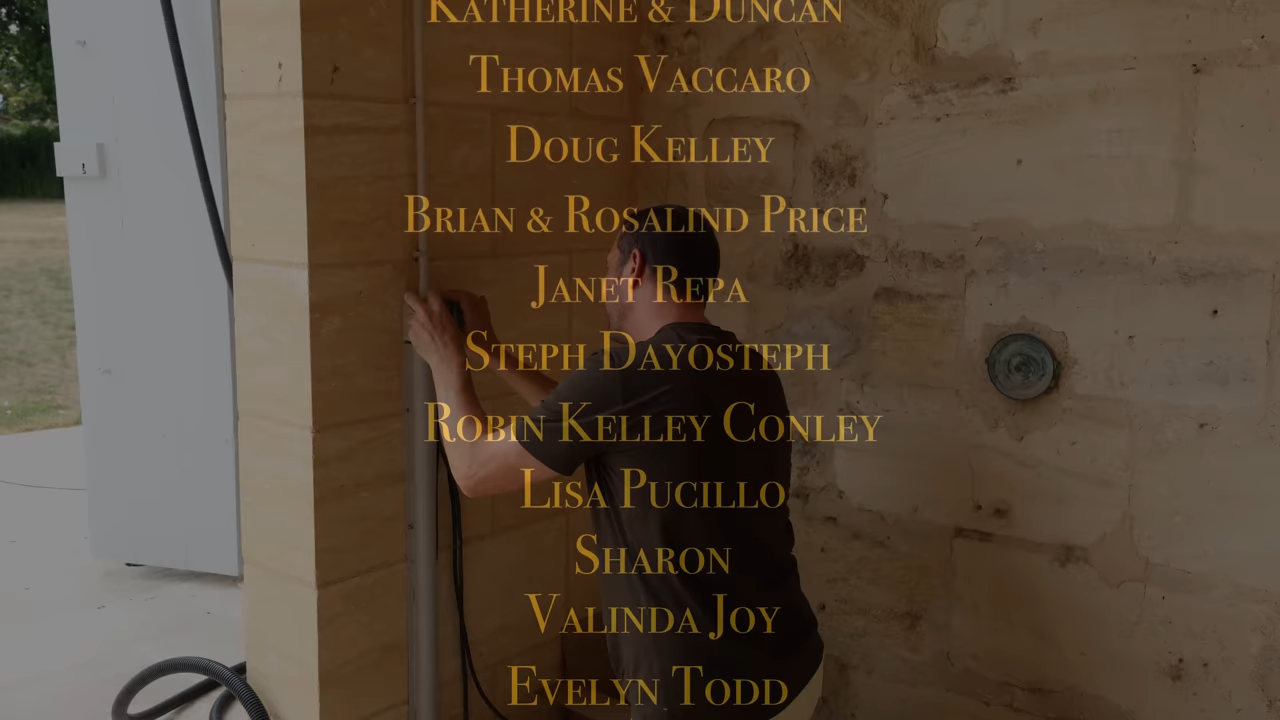 Katherine & Duncan
Thomas Vaccaro
Doug Kelley
Brian & Rosalind Price
Janet Repa
Steph Dayosteph
Robin Kelley Conley
Lisa Pucillo
Sharon
Valinda Joy
Evelyn Todd